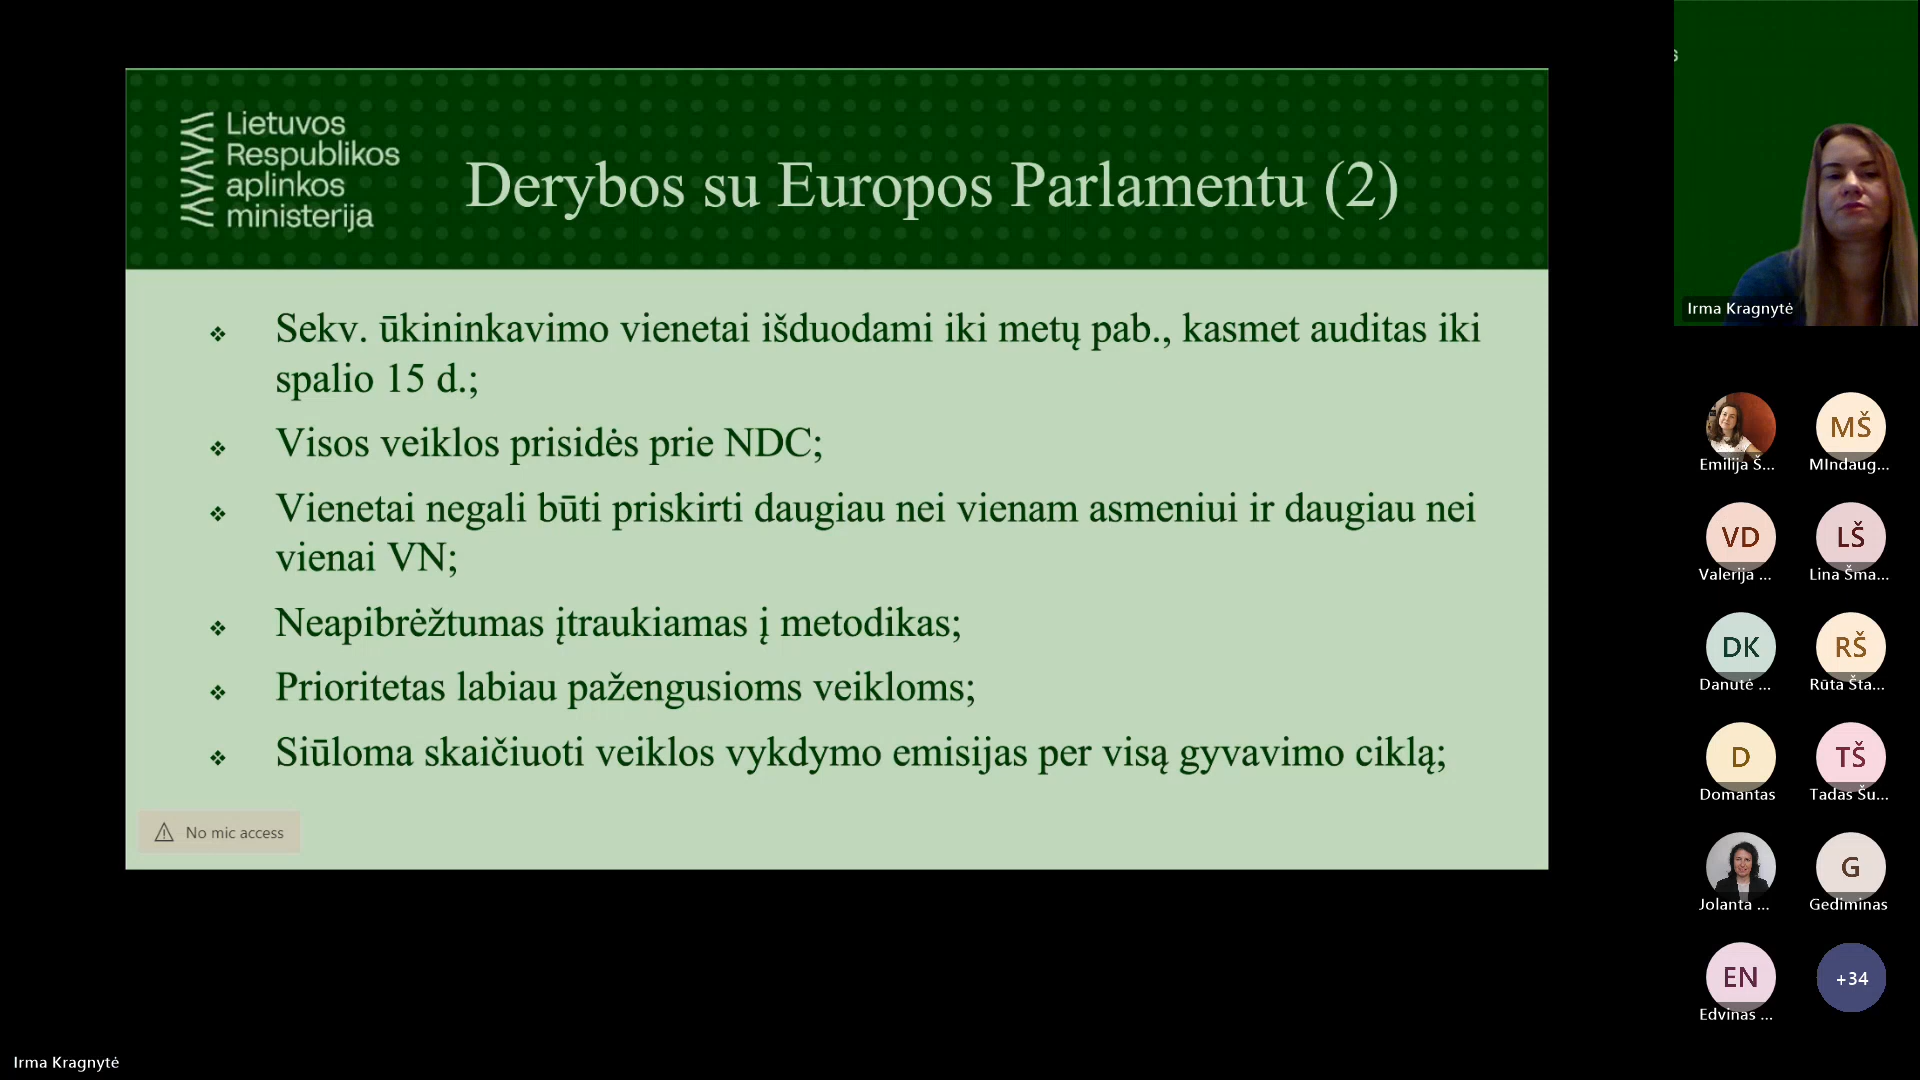 Lietuvos
Respublikos
aplinkos
ministerija
Derybos su Europos Parlamentu (2)
Sekv. ūkininkavimo vienetai išduodami iki metų pab., kasmet auditas iki
spalio 15 d.;
Visos veiklos prisidės prie NDC;
Vienetai negali būti priskirti daugiau nei vienam asmeniui ir daugiau nei
vienai VN;
Neapibrėžtumas įtraukiamas į metodikas;
Prioritetas labiau pažengusioms veikloms;
Siūloma skaičiuoti veiklos vykdymo emisijas per visą gyvavimo ciklą;
No mic access
s
Irma Kragnytė
Emilija Š...
MŠ
MIndaug...
VD
Valerija ...
LŠ
Lina Šma...
DK
Danutė ...
RŠ
Rūta Šta...
D
Domantas
TŠ
Tadas Šu...
Jolanta ...
G
Gediminas
EN
Edvinas ...
+34
Irma Kragnytė